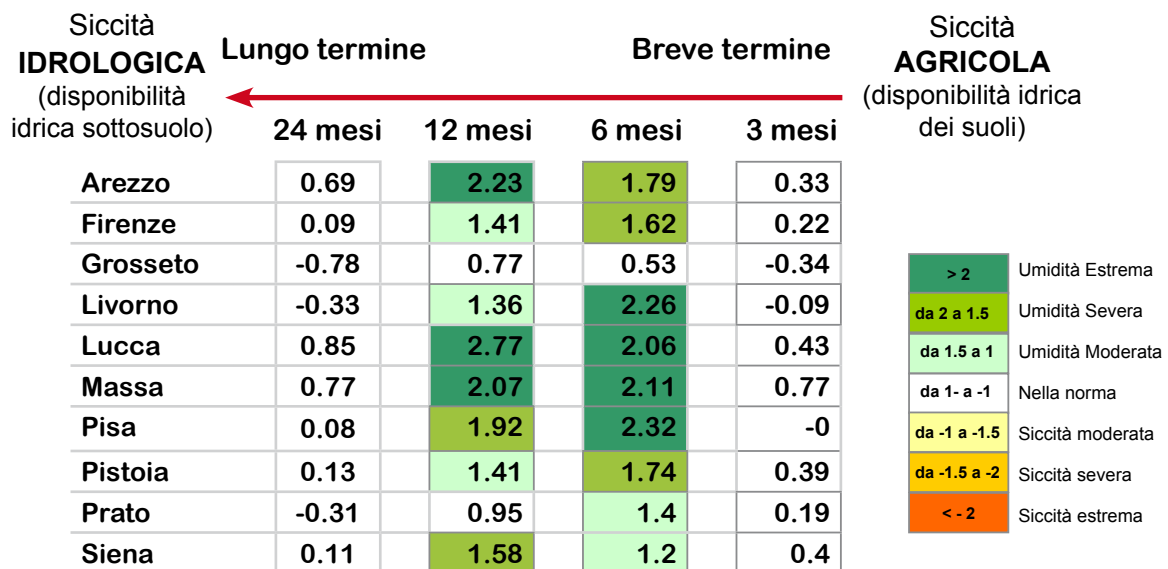 Siccità
IDROLOGICA
(disponibilità
idrica sottosuolo)
Lungo termine
Breve termine
Siccità
AGRICOLA
(disponibilità idrica
dei suoli)
24 mesi 12 mesi 6 mesi 3 mesi
Arezzo 0.69 2.23 1.79 0.33
Firenze 0.09 1.41 1.62 0.22
Grosseto -0.78 0.77 0.53 -0.34
Livorno -0.33 1.36 2.26 -0.09
Lucca 0.85 2.77 2.06 0.43
Massa 0.77 2.07 2.11 0.77
Pisa 0.08 1.92 2.32 -0
Pistoia 0.13 1.41 1.74 0.39
Prato -0.31 0.95 1.4 0.19
Siena 0.11 1.58 1.2 0.4
> 2 Umidità Estrema
da 2 a 1.5 Umidità Severa
da 1.5 a 1 Umidità Moderata
da 1- a -1 Nella norma
da -1 a -1.5 Siccità moderata
da -1.5 a -2 Siccità severa
< - 2 Siccità estrema